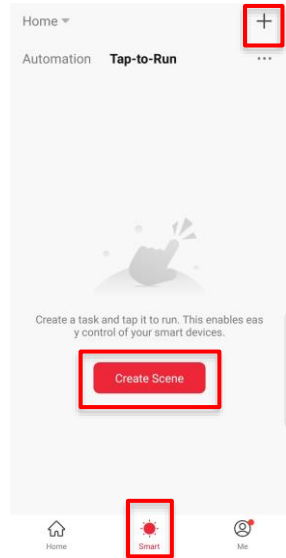 Home
Automation Tap-to-Run
Create a task and tap it to run. This enables eas
y control of your smart devices.
Create Scene
Home Smart Me